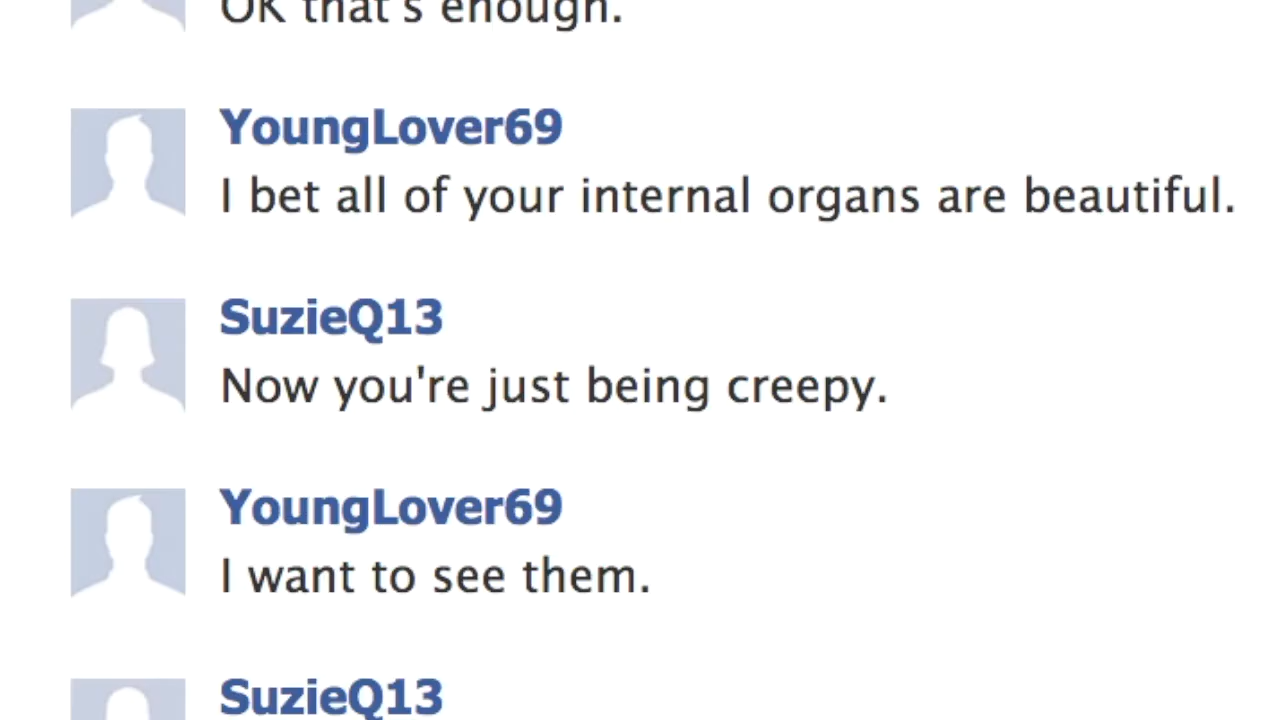 OK that's enough.
YoungLover69
I bet all of your internal organs are beautiful.
SuzieQ13
Now you're just being creepy.
YoungLover69
I want to see them.
SuzieQ13